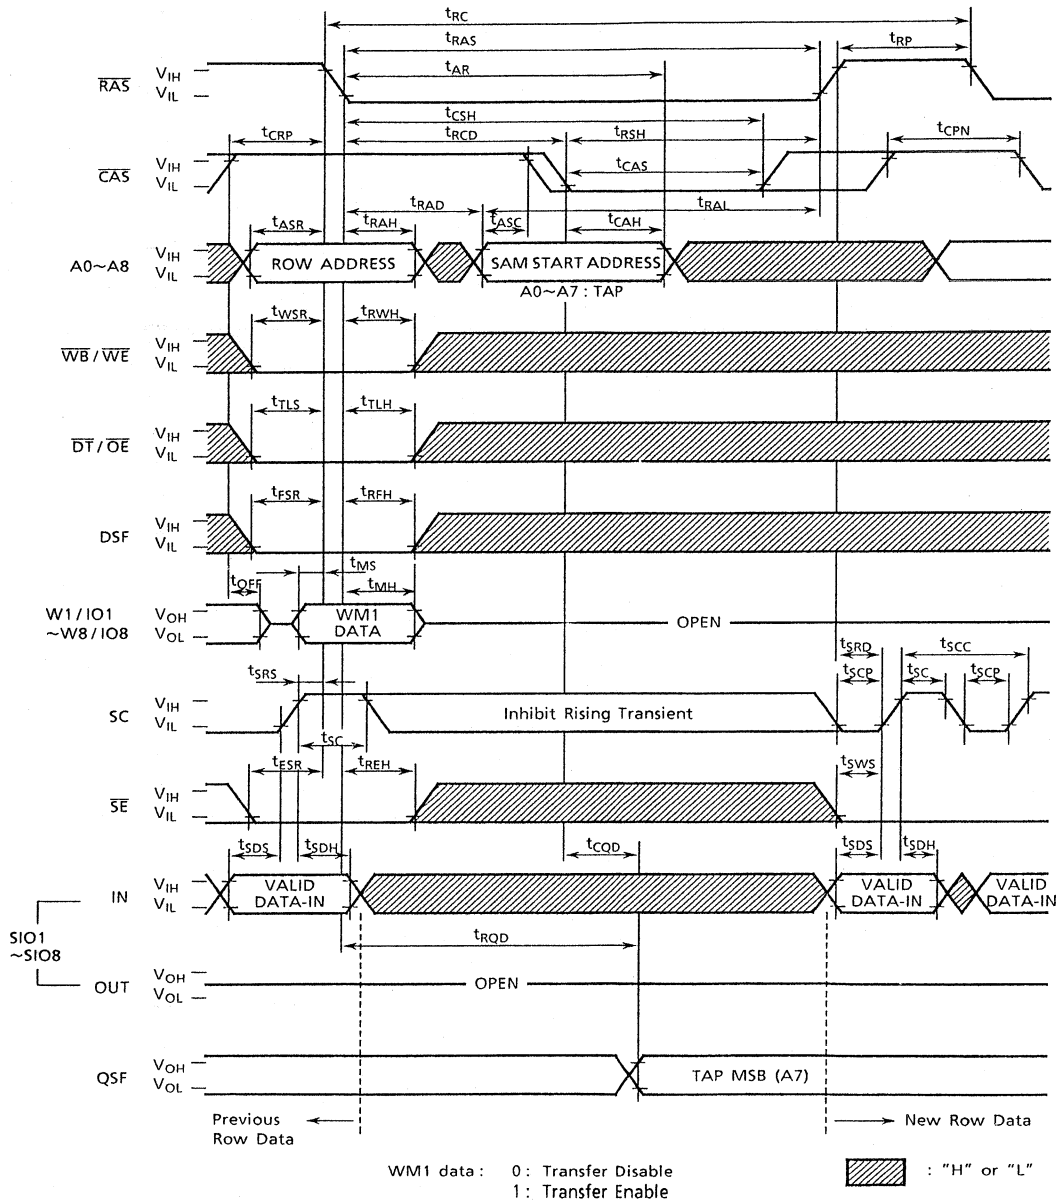 tRC
tRAS
tRP
tAR
RAS
VIH
VIL
tCSH
tCRP
tRCD
tRSH
tCPN
CAS
VIH
VIL
tCAS
tRAD
tRAL
tASR
tRAH
tASC
tCAH
A0~A8
VIH
VIL
ROW ADDRESS
SAM START ADDRESS
A0~A7 : TAP
tWSR
tRWH
WB / WE
VIH
VIL
tTLS
tTLH
DT / OE
VIH
VIL
tFSR
tRFH
DSF
VIH
VIL
tMS
tOFF
tMH
W1 / IO1
~W8 / IO8
VOH
VOL
WM1
DATA
OPEN
tSRD
tSCC
tSRS
tSCP
tSC
tSCP
SC
VIH
VIL
Inhibit Rising Transient
tSC
tESR
tREH
tSWS
SE
VIH
VIL
tSDS
tSDH
tCQD
tSDS
tSDH
IN
VIH
VIL
VALID
DATA-IN
VALID
DATA-IN
VALID
DATA-IN
SIO1
~SIO8
tRQD
OUT
VOH
VOL
OPEN
QSF
VOH
VOL
TAP MSB (A7)
Previous
Row Data
New Row Data
WM1 data : 0 : Transfer Disable
1 : Transfer Enable
: "H" or "L"